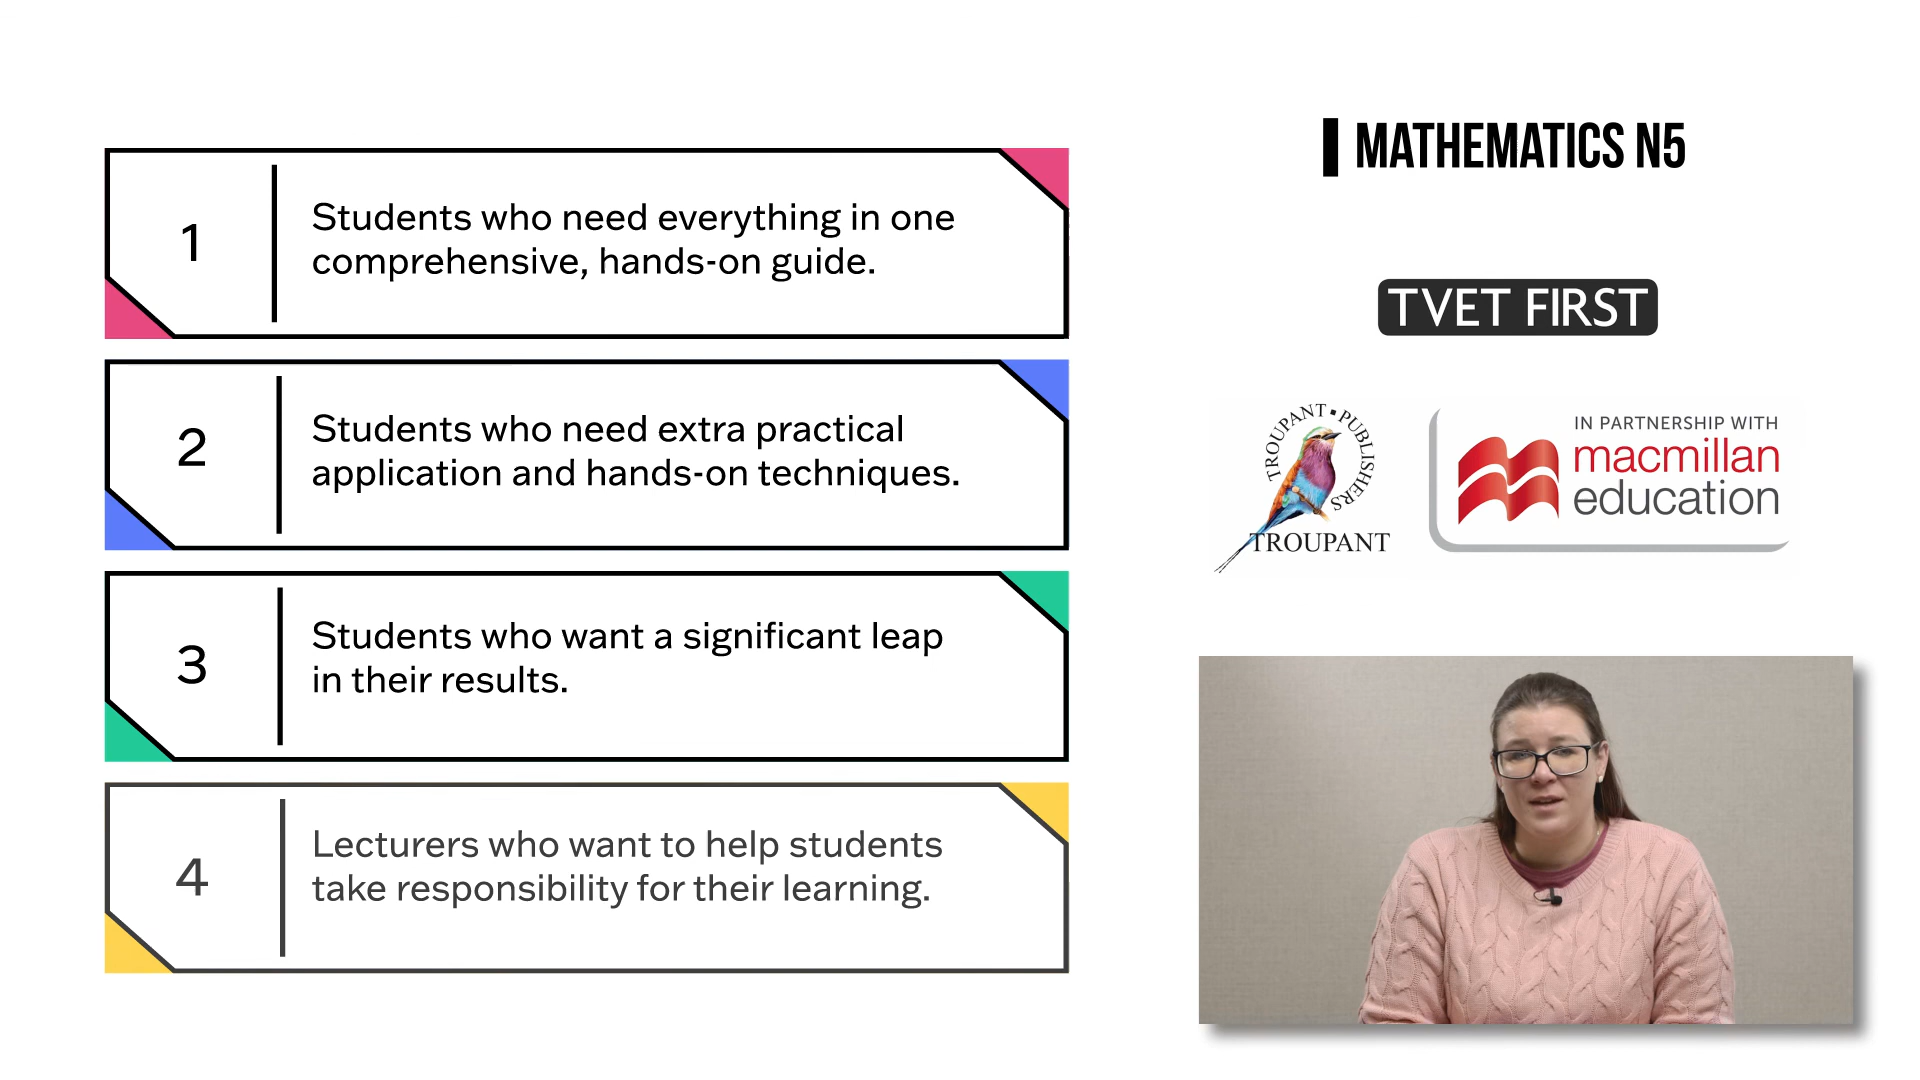 1
Students who need everything in one
comprehensive, hands-on guide.
2
Students who need extra practical
application and hands-on techniques.
3
Students who want a significant leap
in their results.
4
Lecturers who want to help students
take responsibility for their learning.
MATHEMATICS N5
TVET FIRST
TROUPANT ▪ PUBLISHERS
TROUPANT
IN PARTNERSHIP WITH
macmillan
education